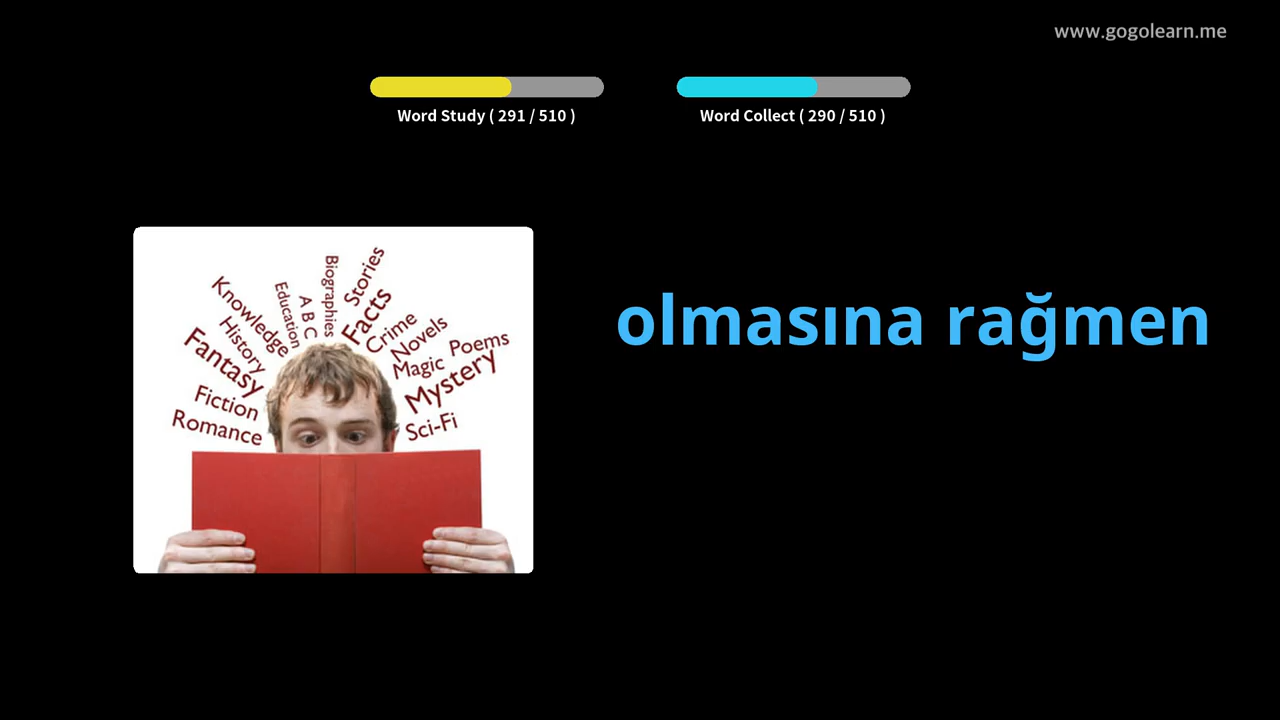 www.gogolearn.me
Word Study ( 291 / 510 )
Word Collect ( 290 / 510 )
olmasına rağmen
Knowledge
History
Fantasy
Fiction
Romance
Education
A B C
Biographies
Stories
Facts
Crime
Novels
Magic
Poems
Mystery
Sci-Fi